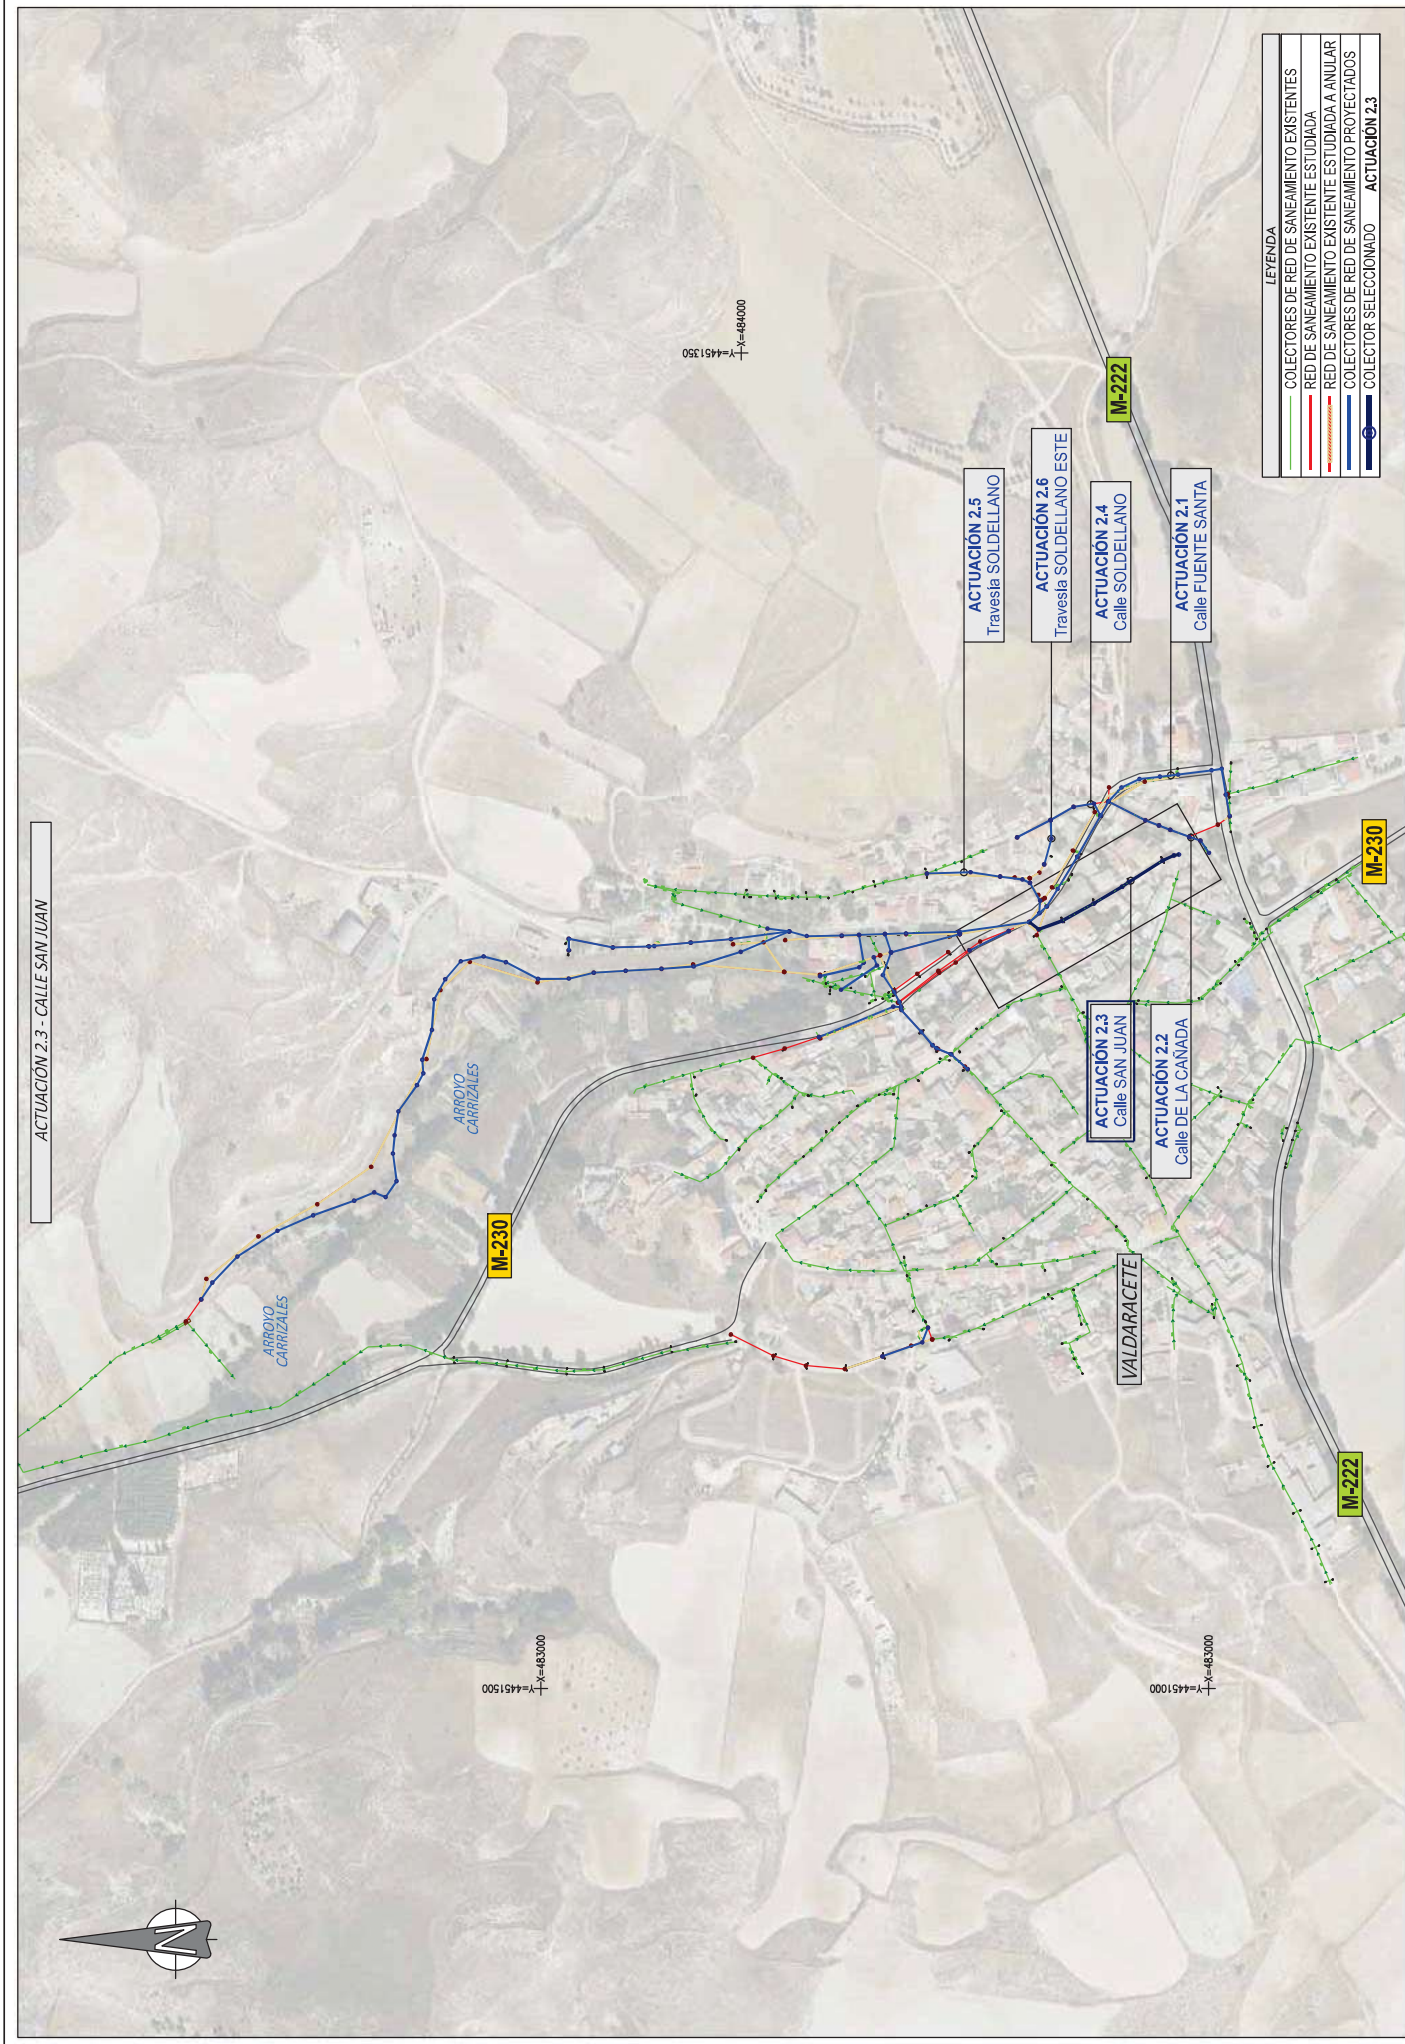 ACTUACIÓN 2.3 - CALLE SAN JUAN
ARROYO
CARRIZALES
ARROYO
CARRIZALES
M-230
Y=4451500
X=483000
Y=4451350
X=484000
ACTUACIÓN 2.5
Travesía SOLDELLANO
ACTUACIÓN 2.6
Travesía SOLDELLANO ESTE
ACTUACIÓN 2.4
Calle SOLDELLANO
ACTUACIÓN 2.1
Calle FUENTE SANTA
M-222
ACTUACIÓN 2.3
Calle SAN JUAN
ACTUACIÓN 2.2
Calle DE LA CAÑADA
VALDARACETE
Y=4451000
X=483000
M-222
M-230
LEYENDA
COLECTORES DE RED DE SANEAMIENTO EXISTENTES
RED DE SANEAMIENTO EXISTENTE ESTUDIADA
RED DE SANEAMIENTO EXISTENTE ESTUDIADA A ANULAR
COLECTORES DE RED DE SANEAMIENTO PROYECTADOS
COLECTOR SELECCIONADO ACTUACIÓN 2.3
N